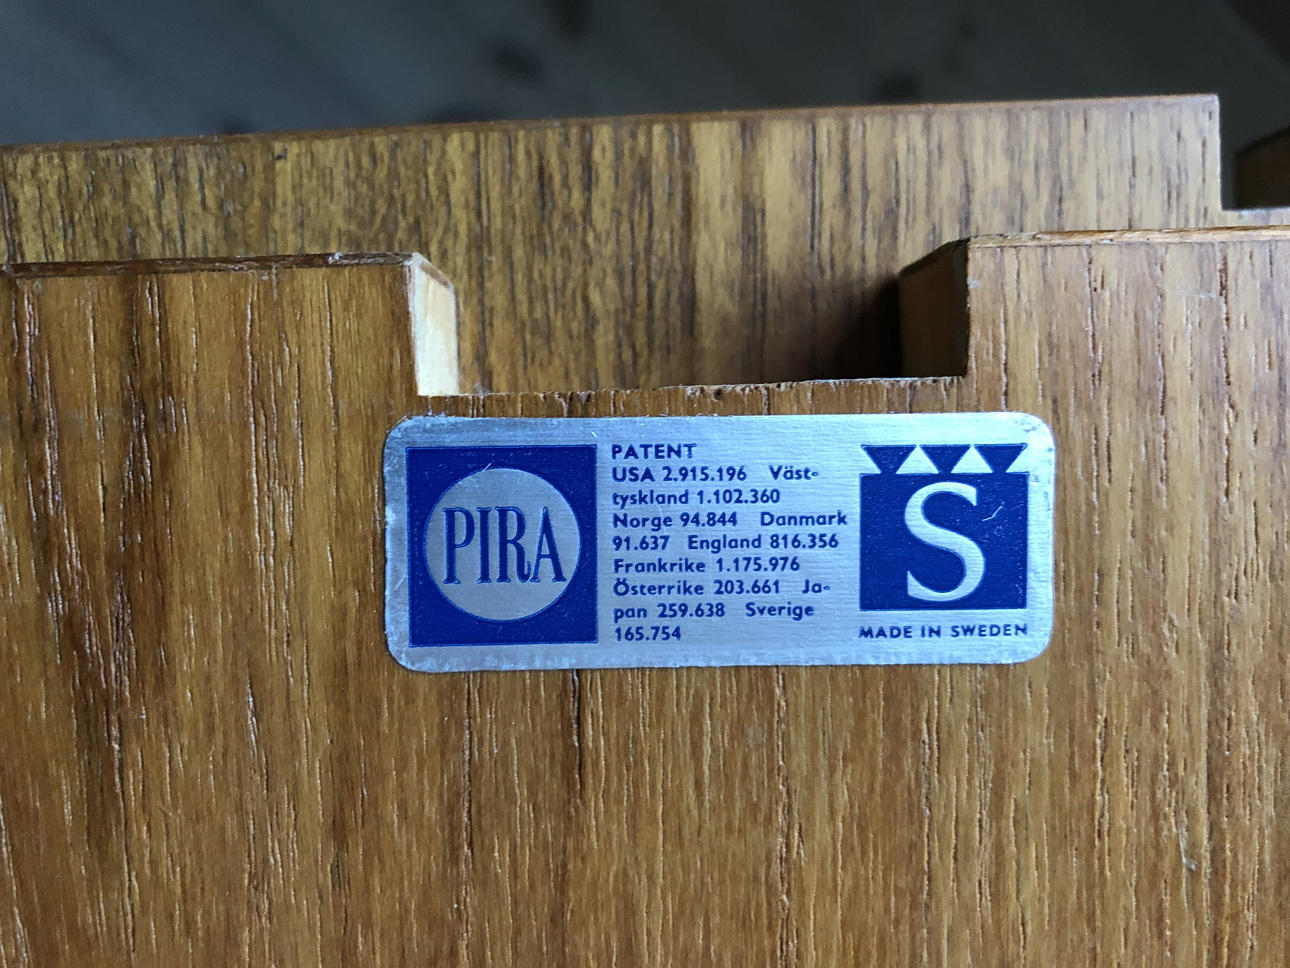 PIRA
PATENT
USA 2.915.196 Väst-
tyskland 1.102.360
Norge 94.844 Danmark
91.637 England 816.356
Frankrike 1.175.976
Österrike 203.661 Ja-
pan 259.638 Sverige
165.754
S
MADE IN SWEDEN